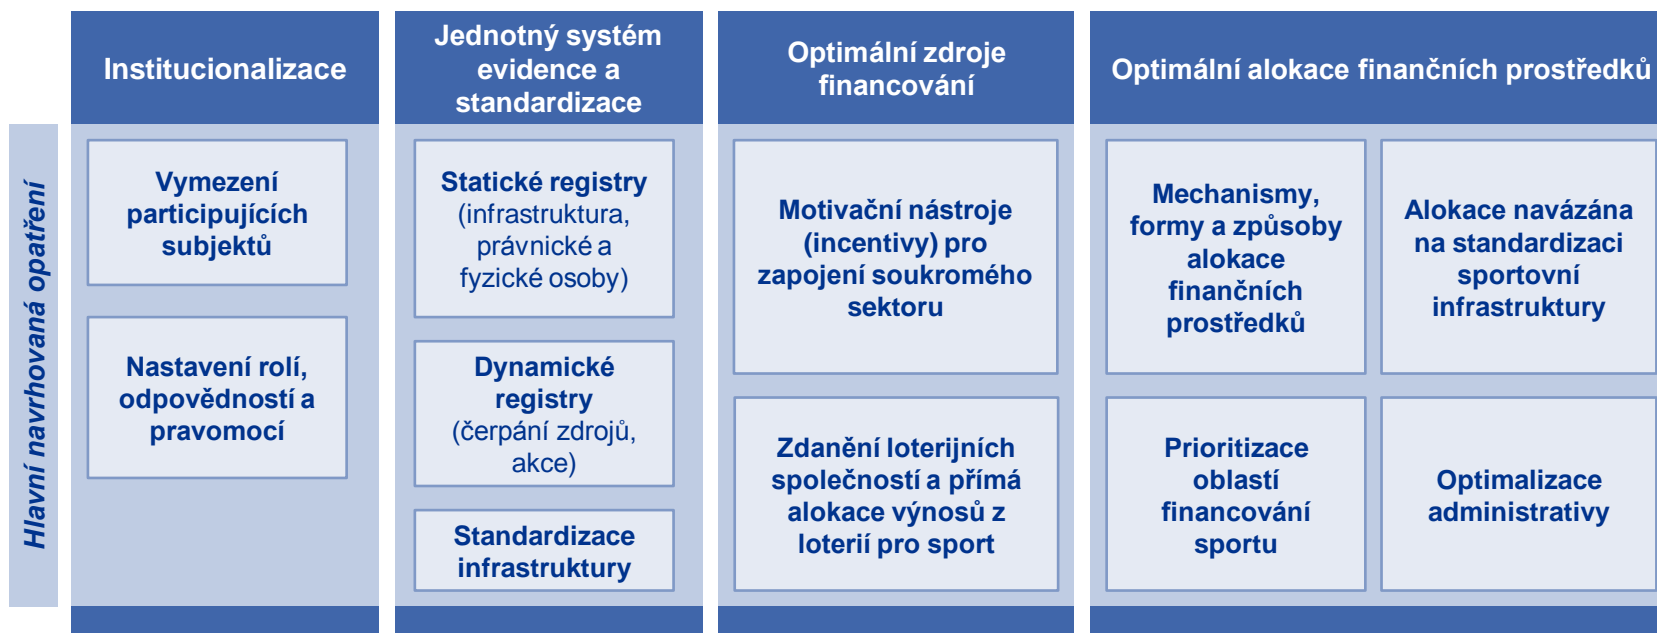 Institucionalizace
Jednotný systém
evidence a
standardizace
Optimální zdroje
financování
Optimální alokace finančních prostředků
Hlavní navrhovaná opatření
Vymezení
participujících
subjektů
Nastavení rolí,
odpovědností a
pravomocí
Statické registry
(infrastruktura,
právnické a
fyzické osoby)
Dynamické
registry
(čerpání zdrojů,
akce)
Standardizace
infrastruktury
Motivační nástroje
(incentivy) pro
zapojení soukromého
sektoru
Zdanění loterijních
společností a přímá
alokace výnosů z
loterií pro sport
Mechanismy,
formy a způsoby
alokace
finančních
prostředků
Alokace navázána
na standardizaci
sportovní
infrastruktury
Prioritizace
oblastí
financování
sportu
Optimalizace
administrativy